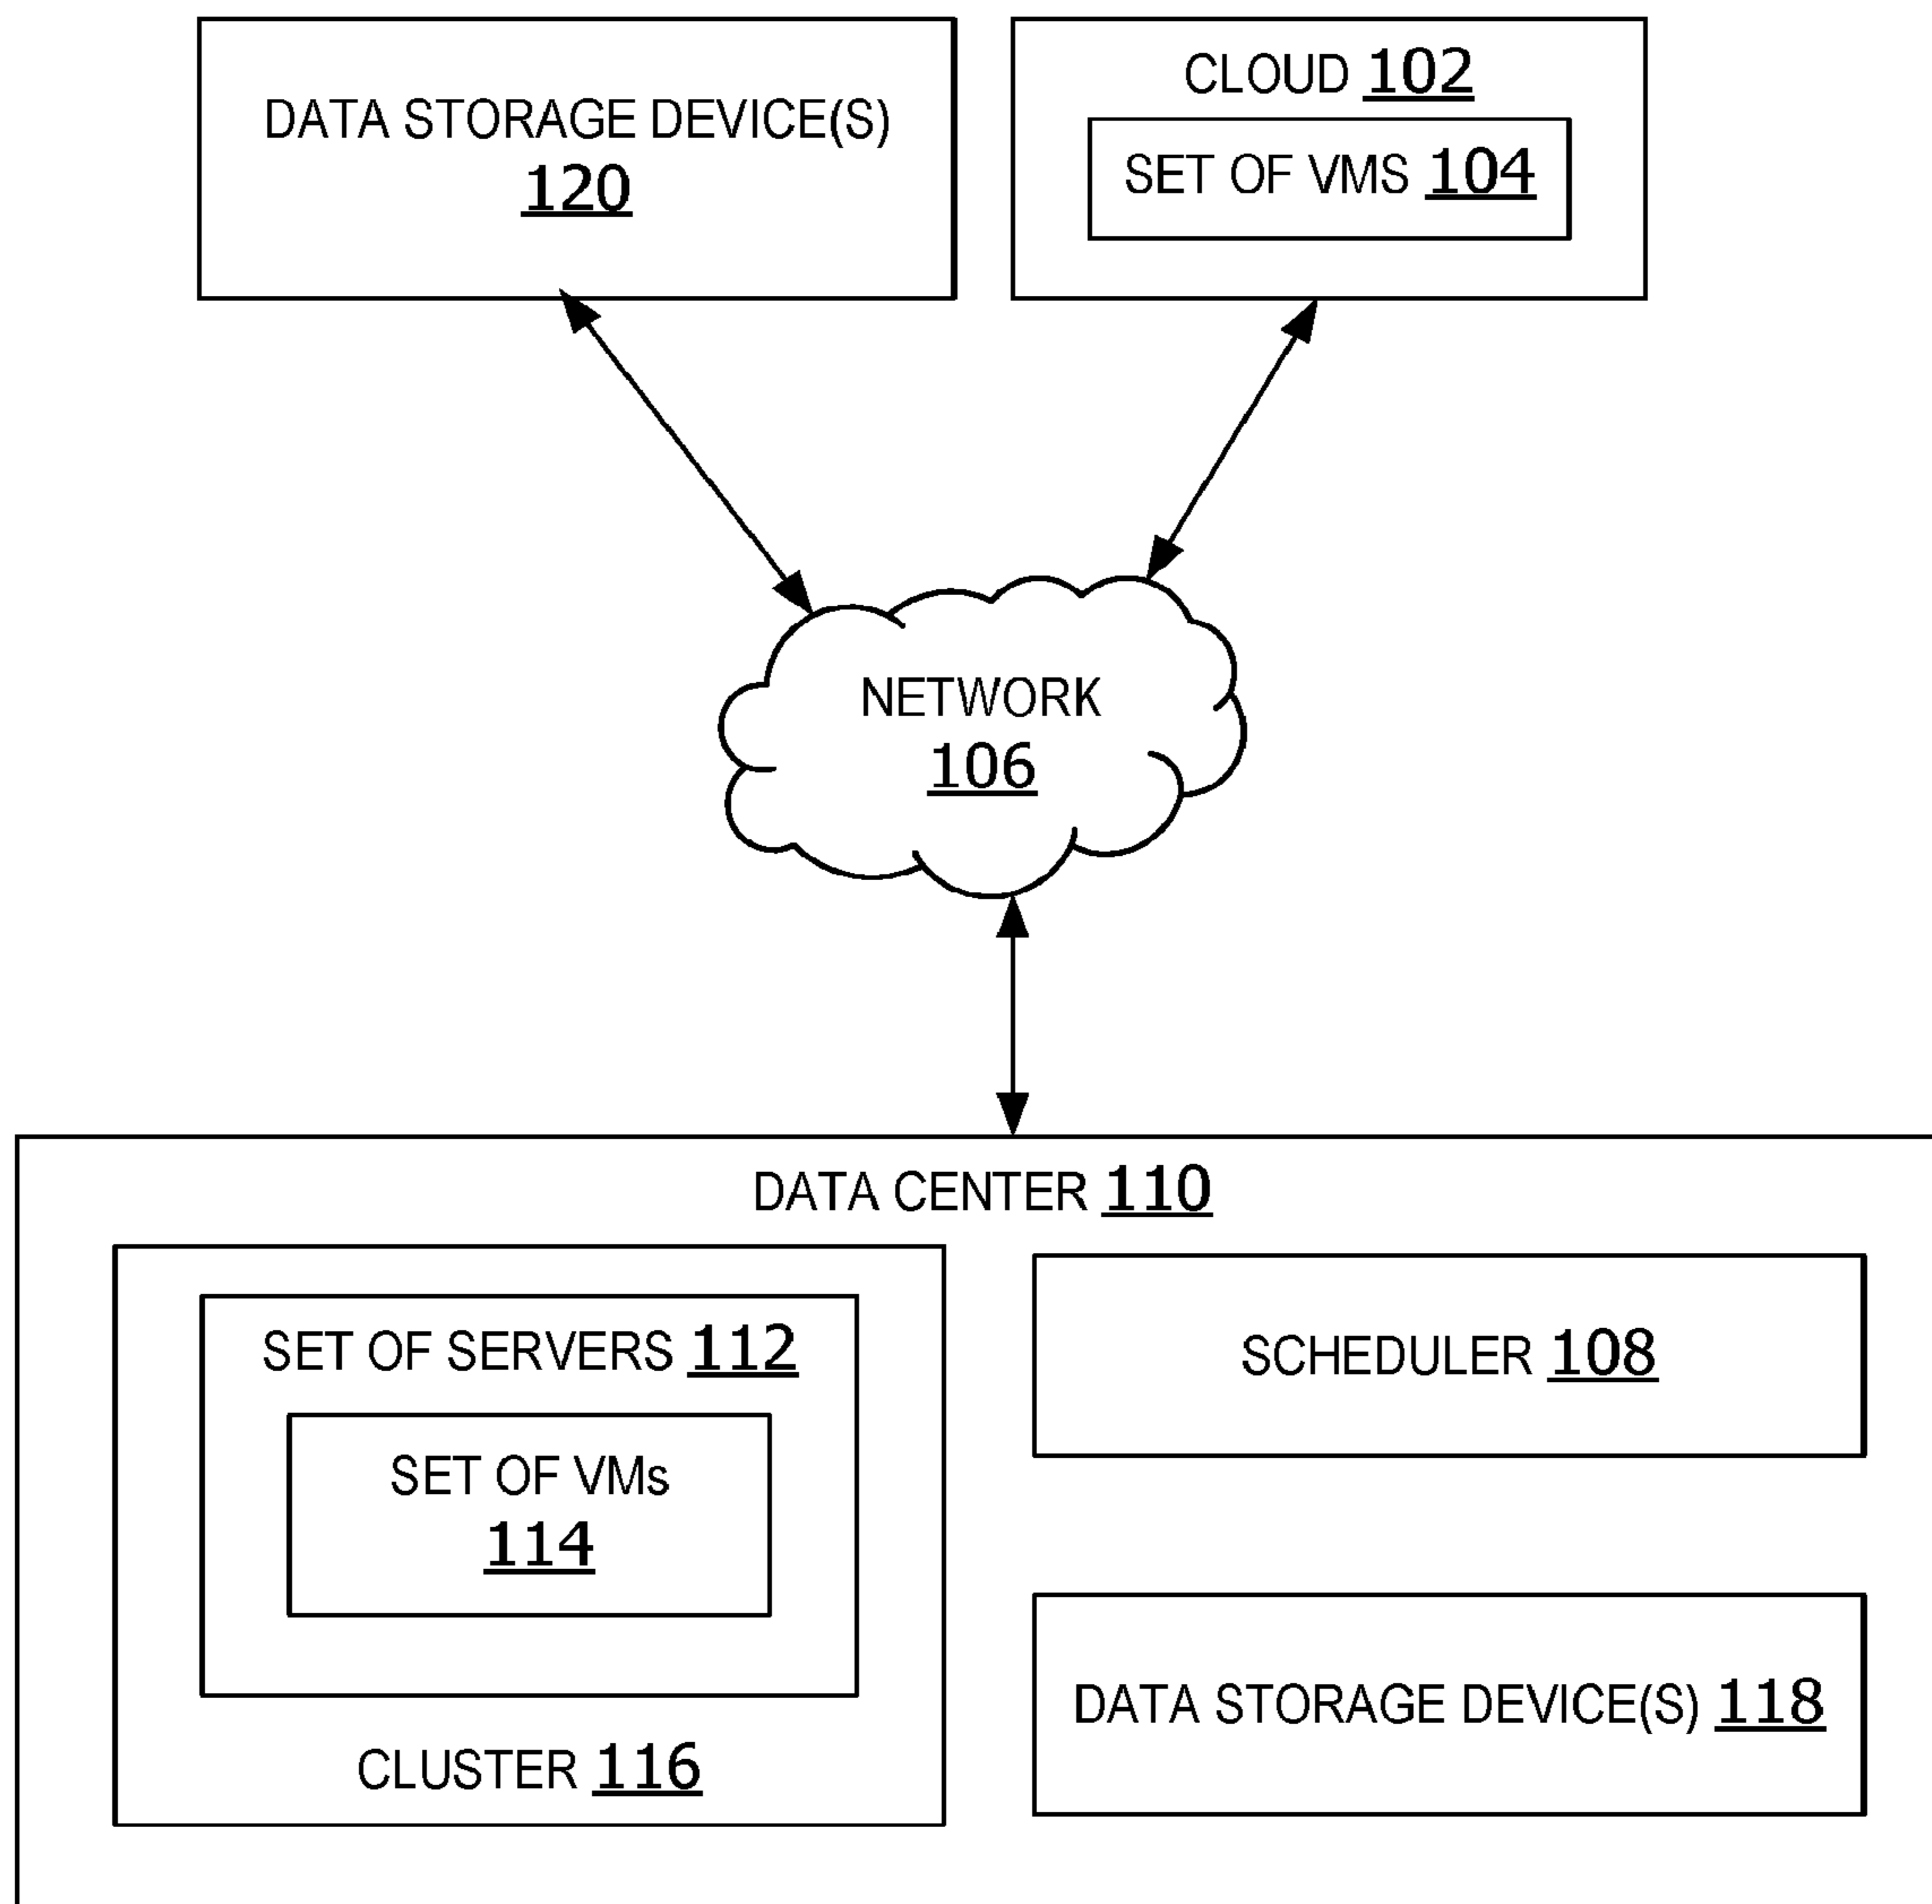 DATA STORAGE DEVICE(S)
120
CLOUD 102
SET OF VMS 104
NETWORK
106
DATA CENTER 110
SET OF SERVERS 112
SET OF VMs
114
CLUSTER 116
SCHEDULER 108
DATA STORAGE DEVICE(S) 118